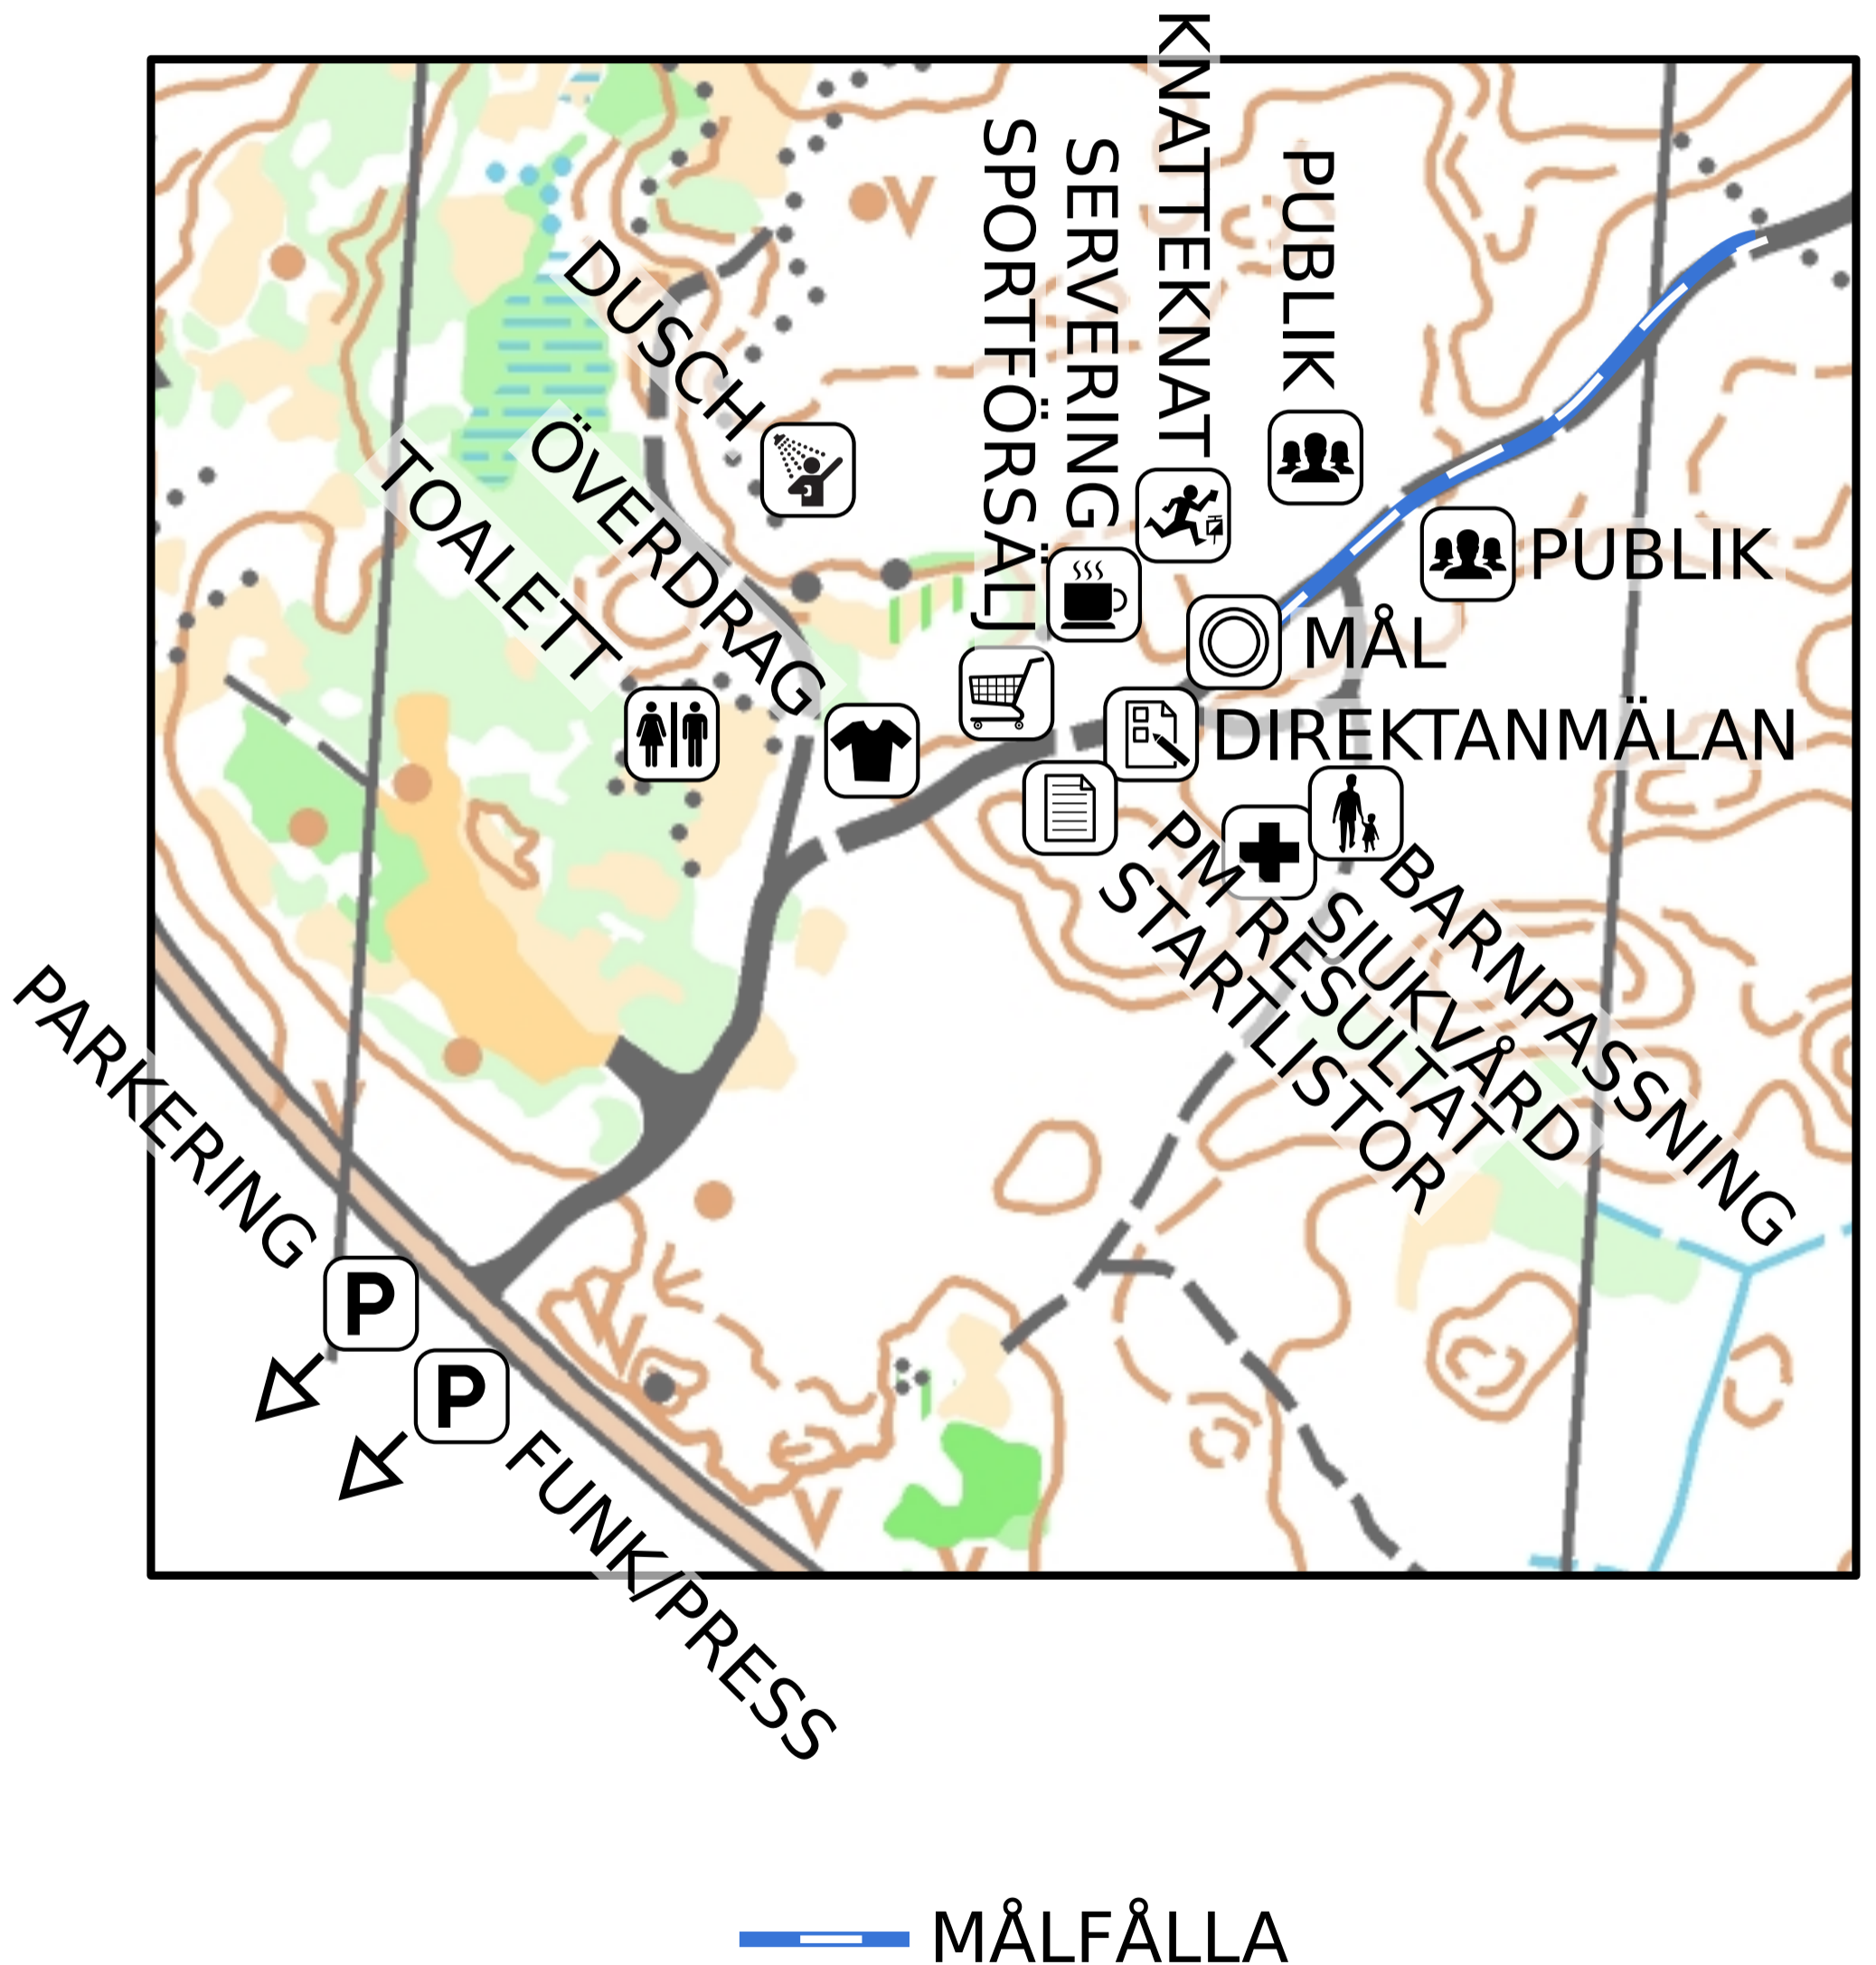 KNATTEKNAT
SPORTFÖRSÄLJ
SERVERING
PUBLIK
DUSCH
ÖVERDRAG
TOALETT
PUBLIK
MÅL
DIREKTANMÄLAN
PM RESULTAT
STARTLISTOR
SJUKVÅRD
BARNPASSNING
PARKERING
P
P
FUNK/PRESS
MÅLFÅLLA